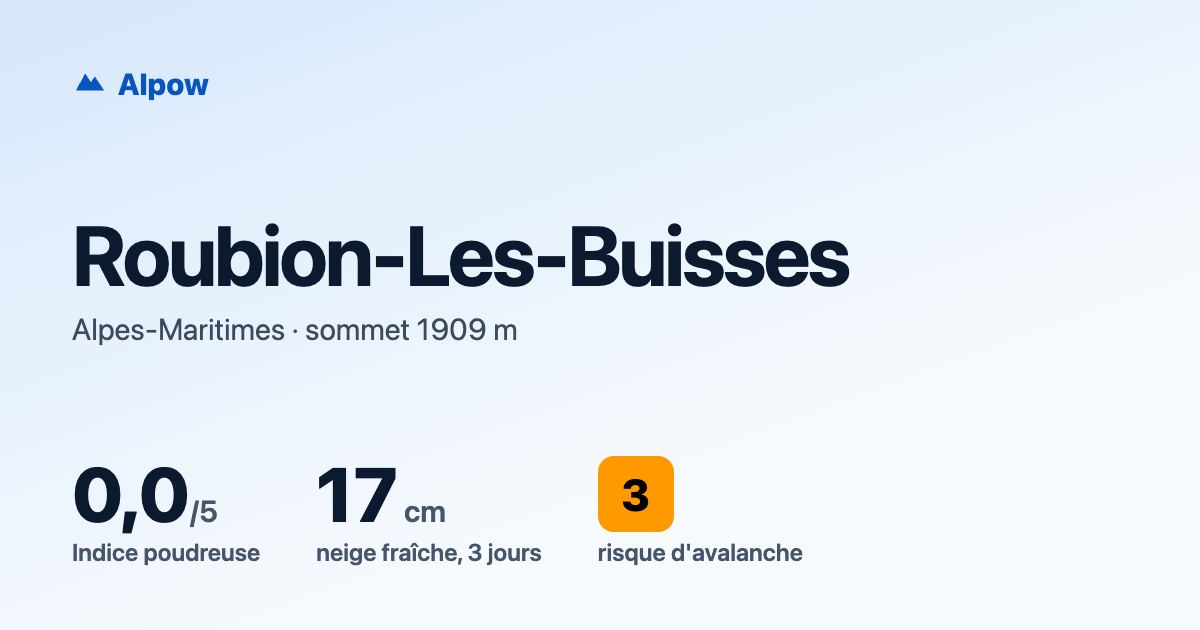 Alpow
Roubion-Les-Buisses
Alpes-Maritimes · sommet 1909 m
0,0/5
Indice poudreuse
17 cm
neige fraîche, 3 jours
3
risque d'avalanche